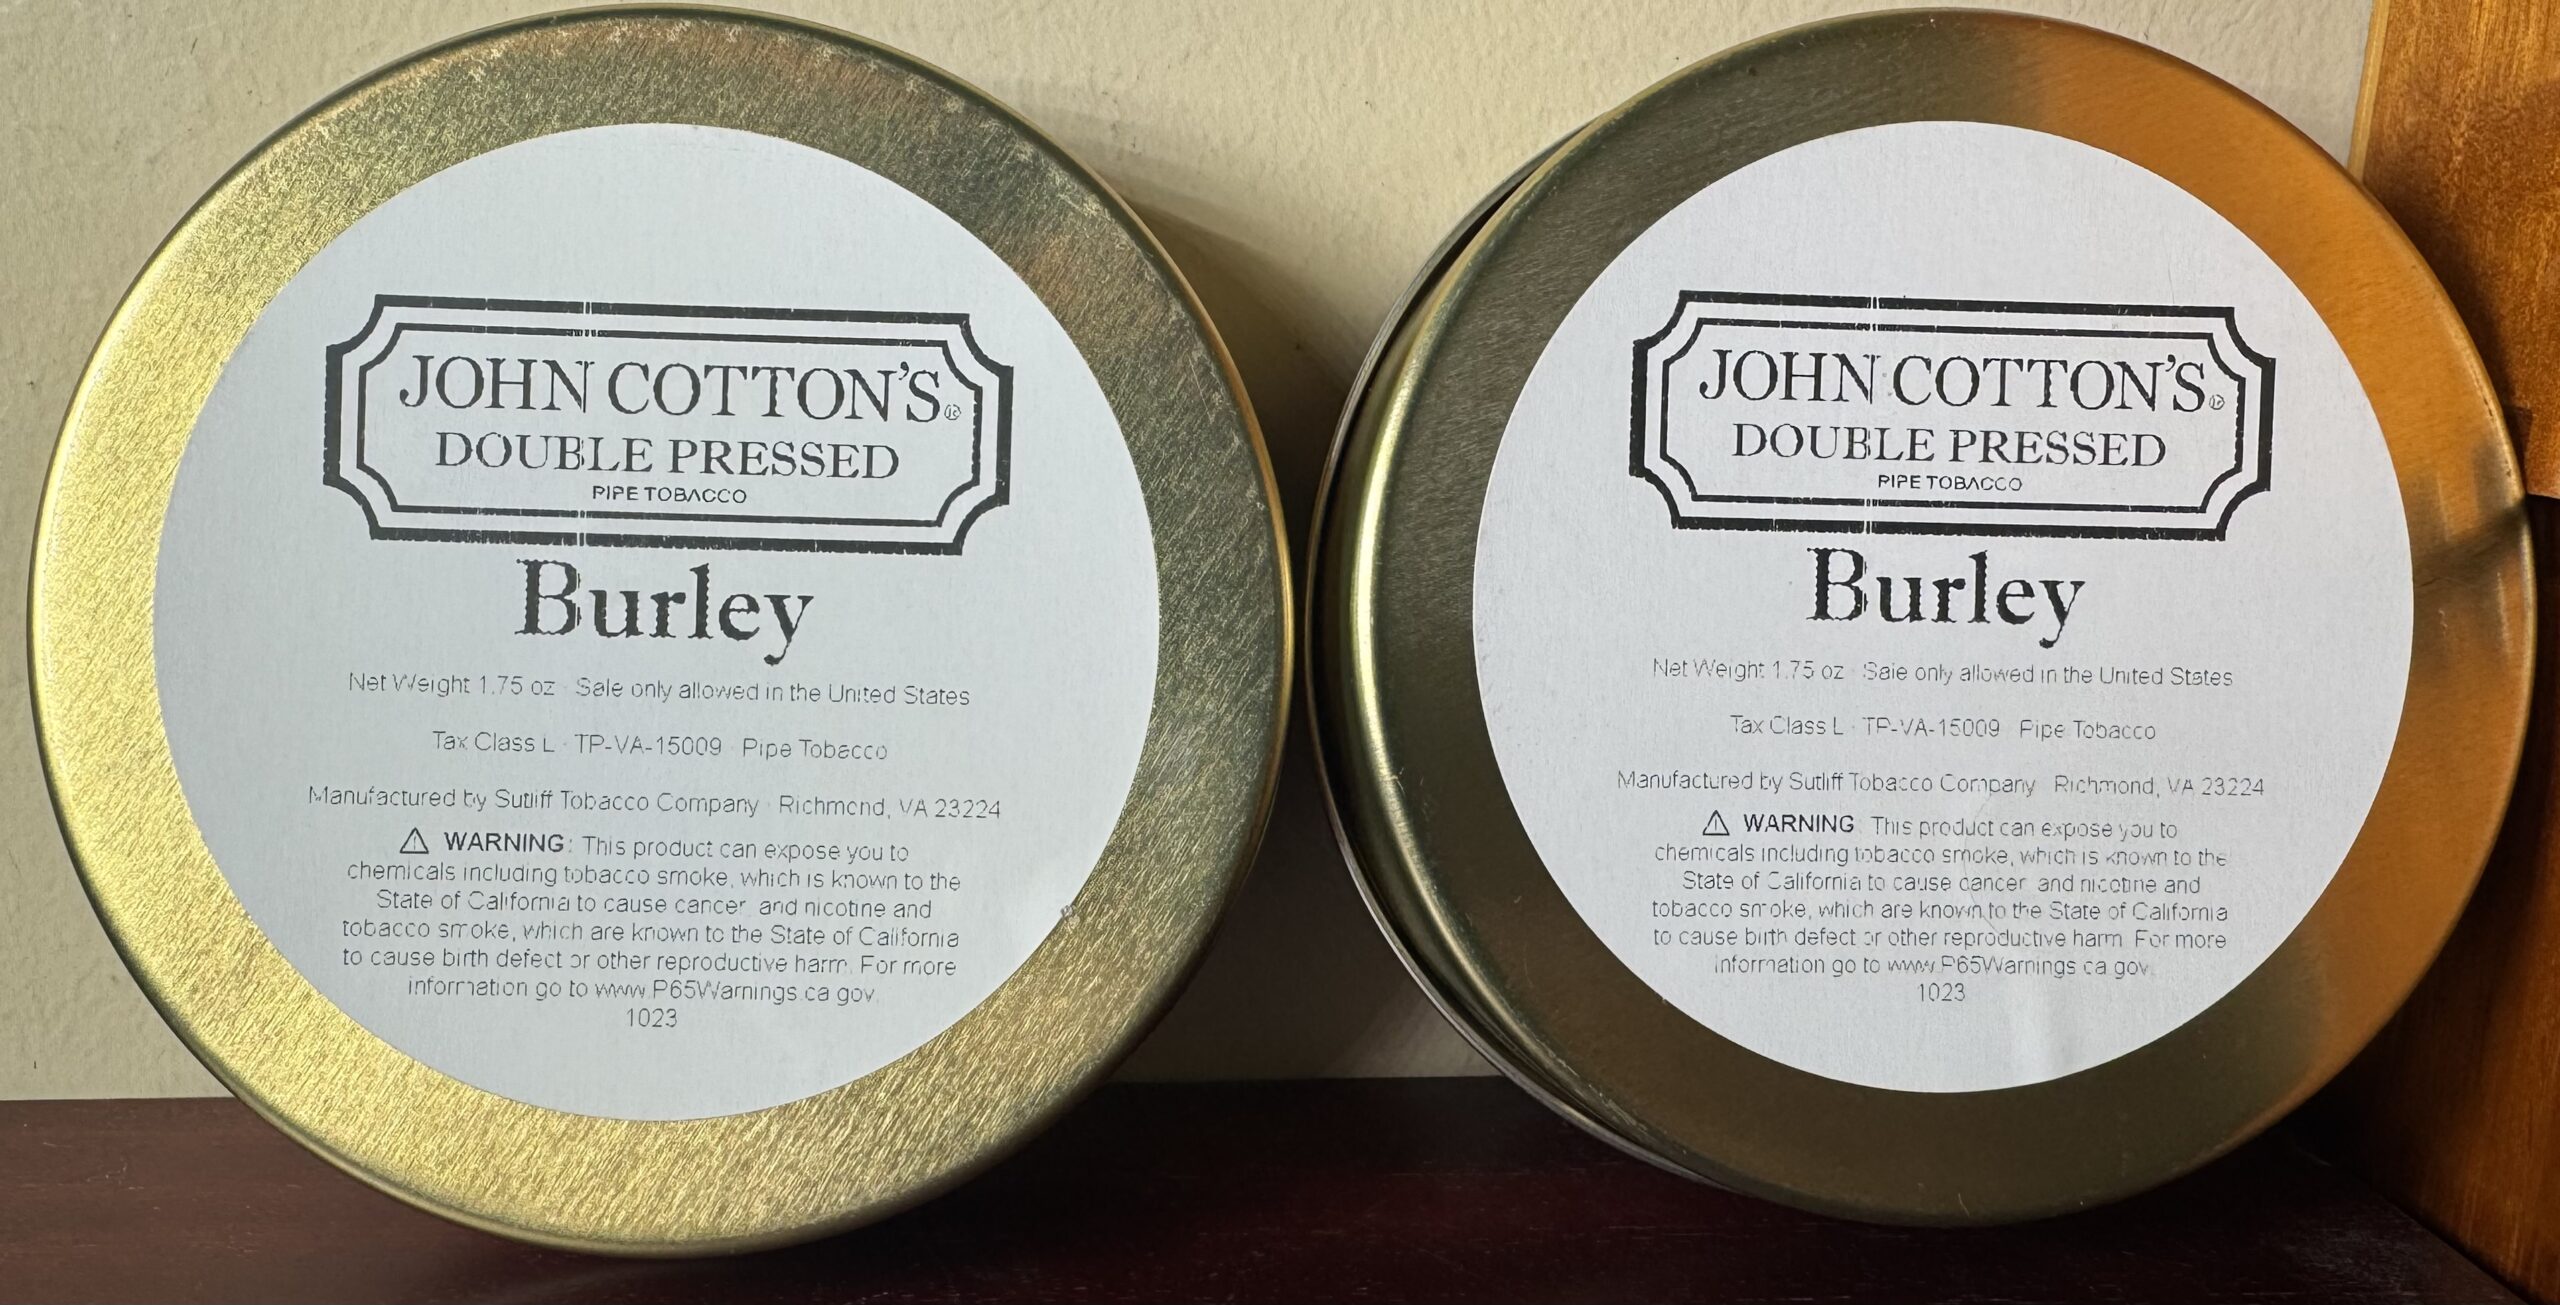 JOHN COTTON'S
DOUBLE PRESSED
PIPE TOBACCO
Burley
Net Weight 1.75 oz · Sale only allowed in the United States
Tax Class L · TP-VA-15009 · Pipe Tobacco
Manufactured by Sutliff Tobacco Company · Richmond, VA 23224
⚠ WARNING: This product can expose you to
chemicals including tobacco smoke, which is known to the
State of California to cause cancer, and nicotine and
tobacco smoke, which are known to the State of California
to cause birth defect or other reproductive harm. For more
information go to www.P65Warnings.ca.gov.
1023
JOHN COTTON'S
DOUBLE PRESSED
PIPE TOBACCO
Burley
Net Weight 1.75 oz · Sale only allowed in the United States
Tax Class L · TP-VA-15009 · Pipe Tobacco
Manufactured by Sutliff Tobacco Company · Richmond, VA 23224
⚠ WARNING: This product can expose you to
chemicals including tobacco smoke, which is known to the
State of California to cause cancer, and nicotine and
tobacco smoke, which are known to the State of California
to cause birth defect or other reproductive harm. For more
information go to www.P65Warnings.ca.gov.
1023